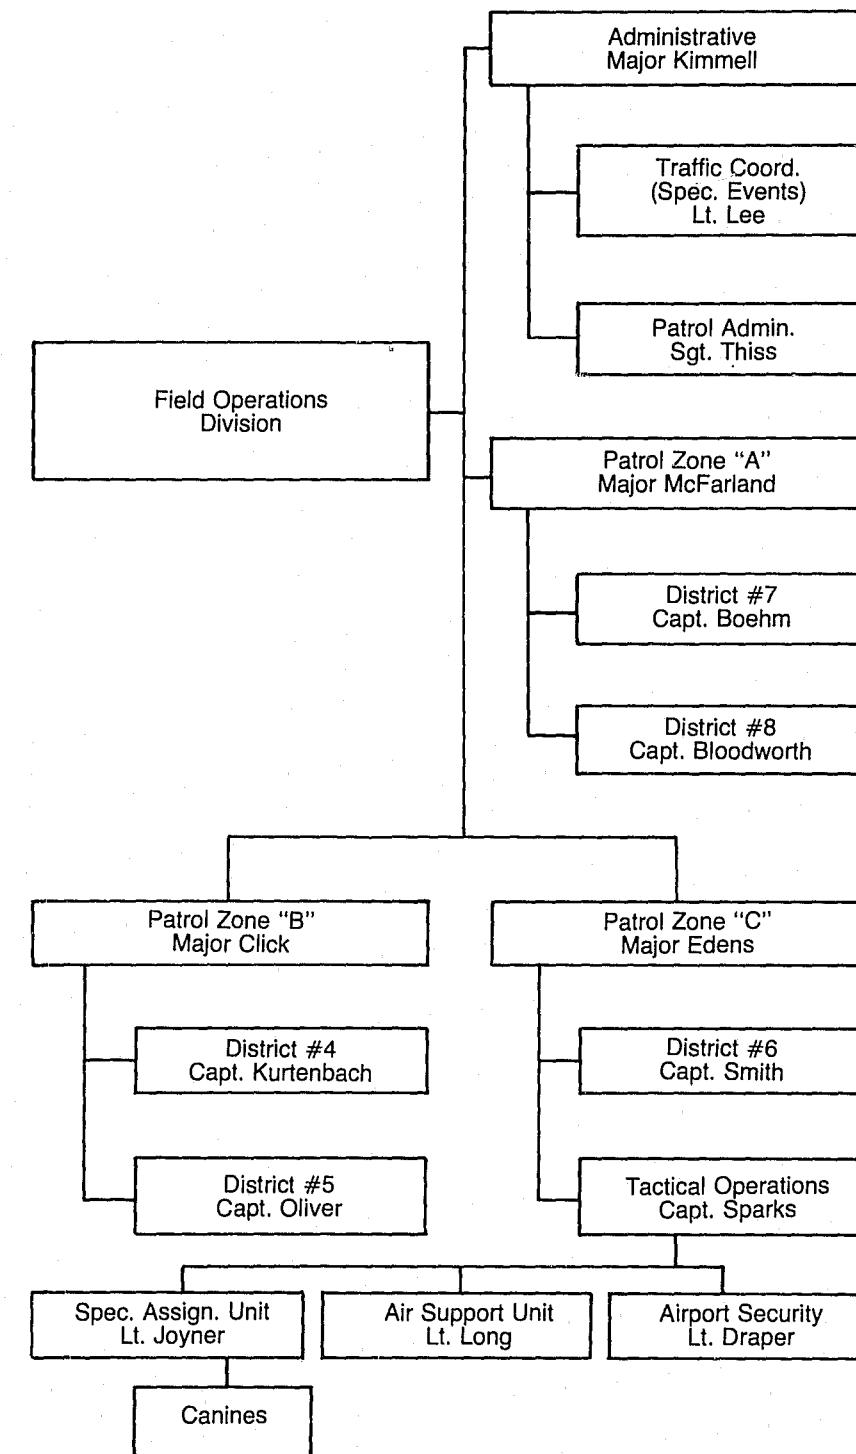 Administrative
Major Kimmell
Traffic Coord.
(Spec. Events)
Lt. Lee
Patrol Admin.
Sgt. Thiss
Field Operations
Division
Patrol Zone "A"
Major McFarland
District #7
Capt. Boehm
District #8
Capt. Bloodworth
Patrol Zone "B"
Major Click
Patrol Zone "C"
Major Edens
District #4
Capt. Kurtenbach
District #6
Capt. Smith
District #5
Capt. Oliver
Tactical Operations
Capt. Sparks
Spec. Assign. Unit
Lt. Joyner
Air Support Unit
Lt. Long
Airport Security
Lt. Draper
Canines